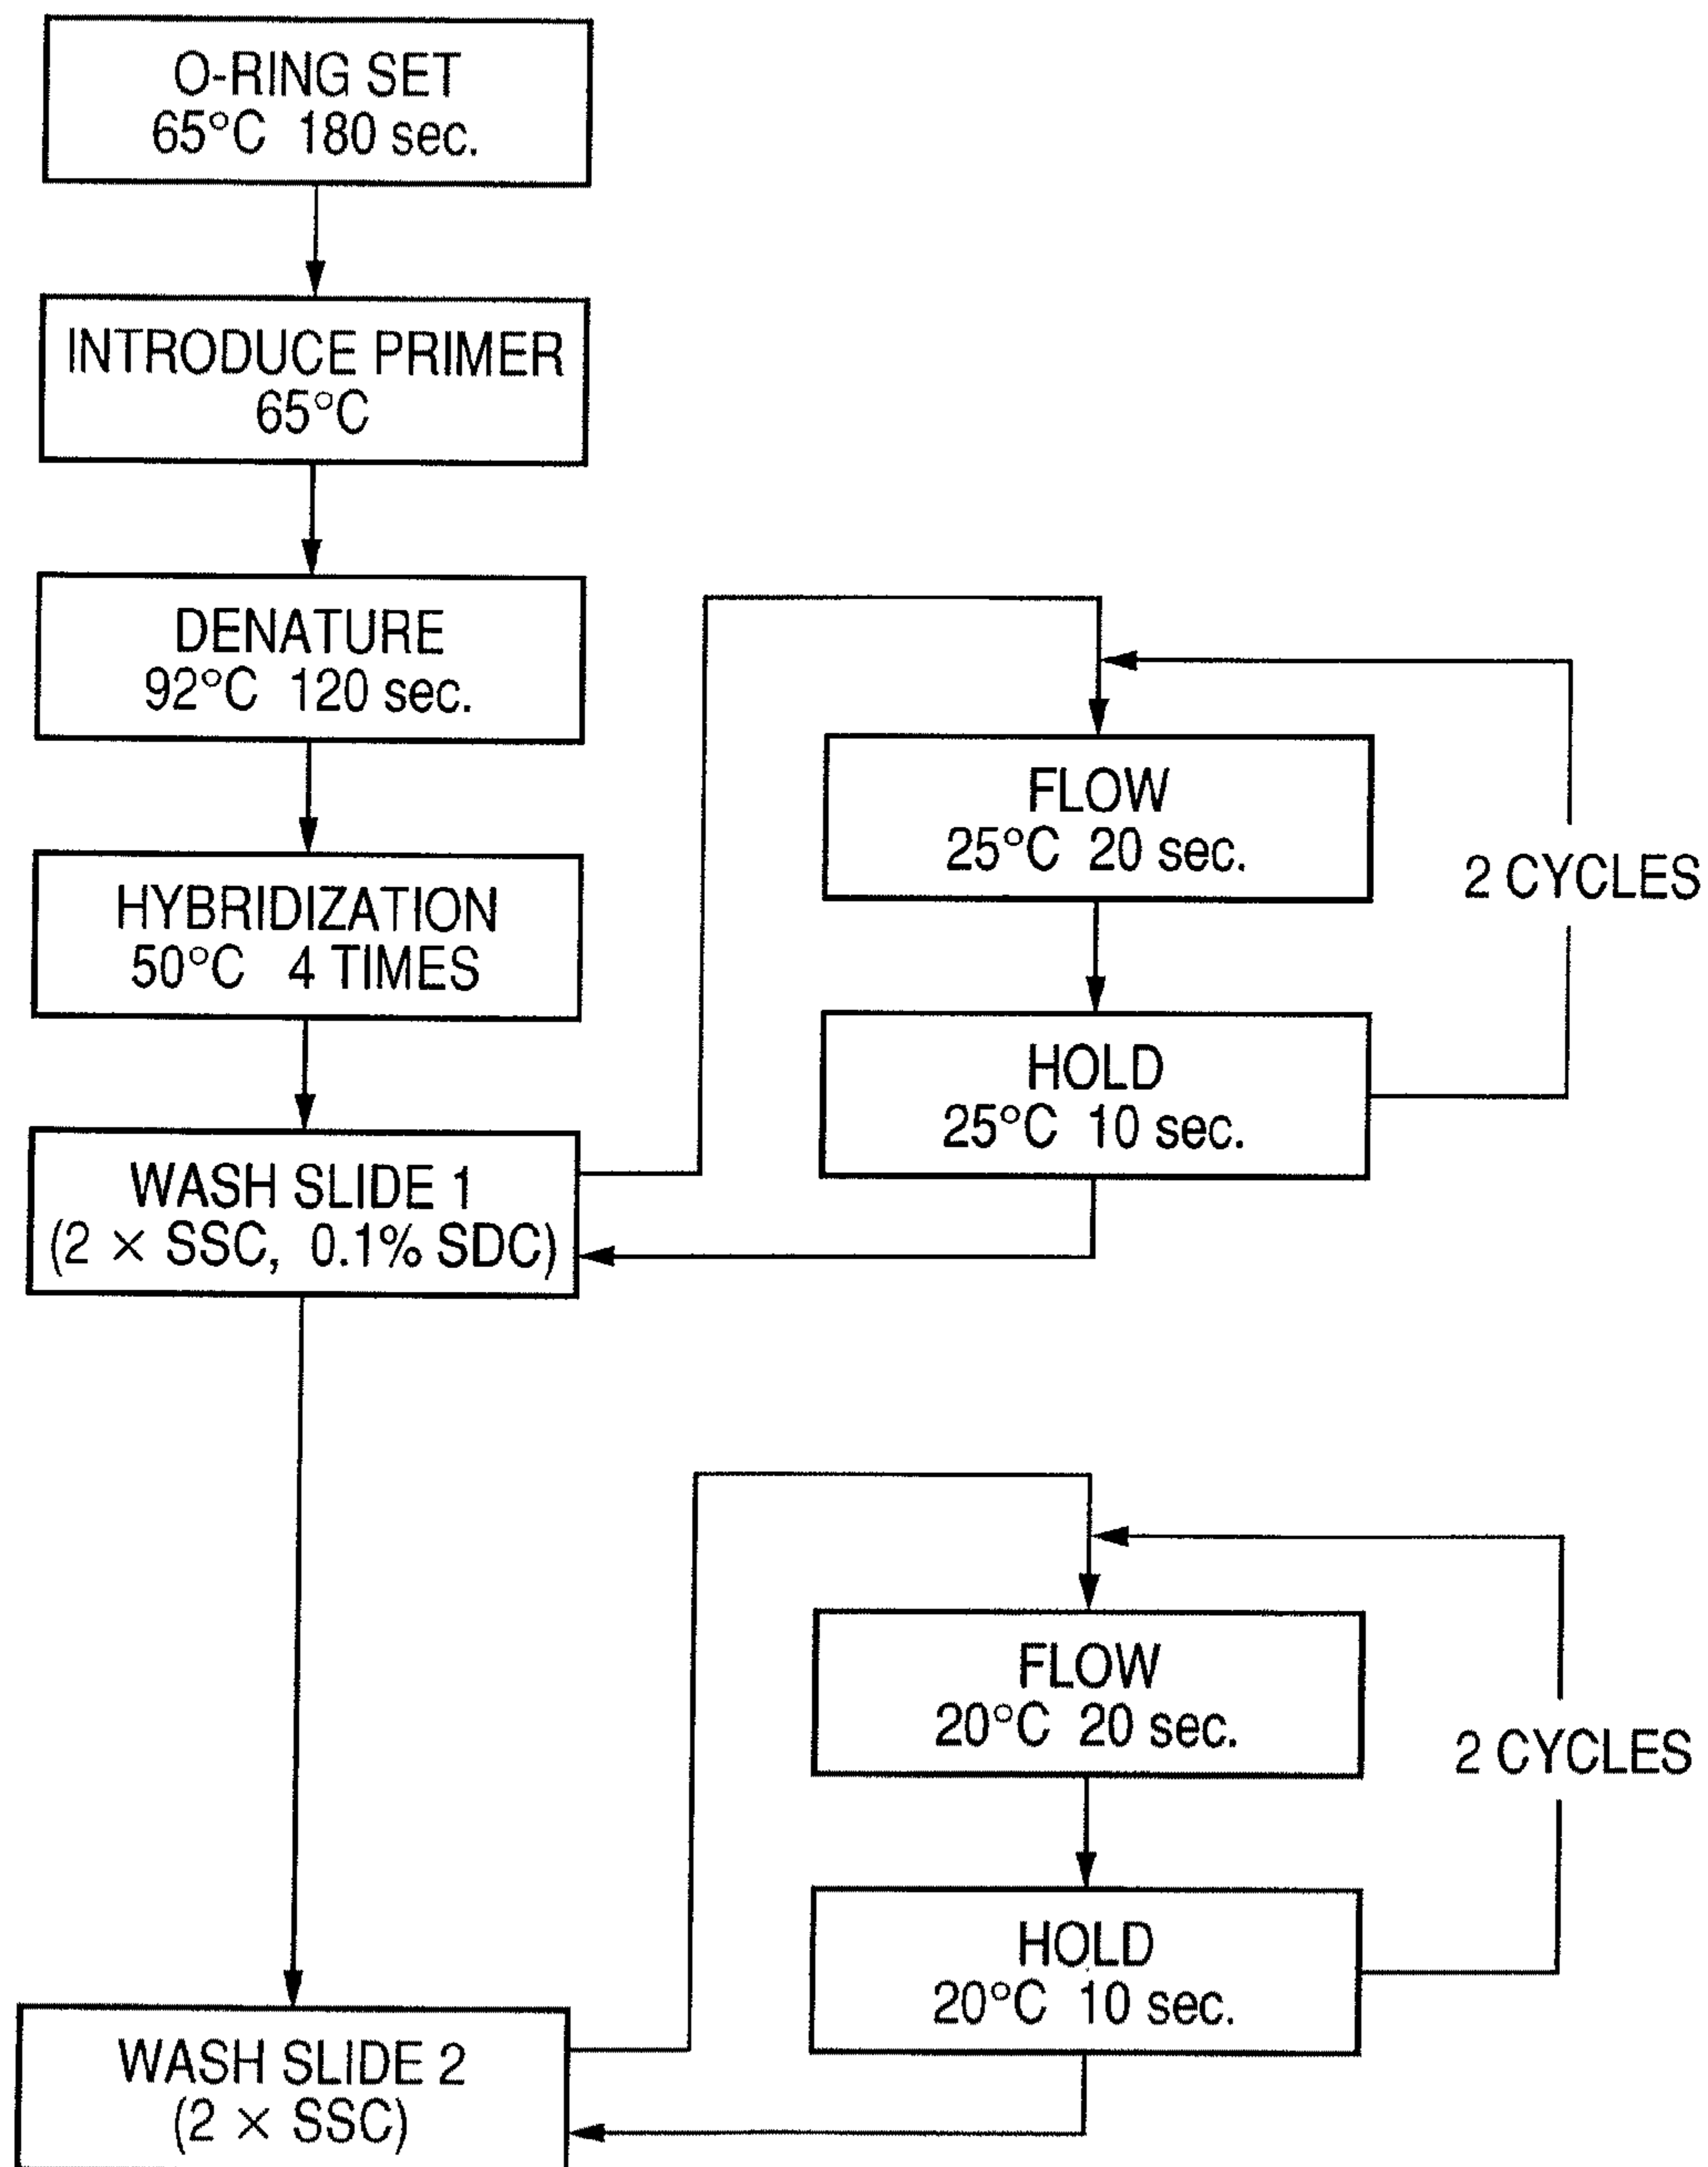 O-RING SET
65°C 180 sec.
INTRODUCE PRIMER
65°C
DENATURE
92°C 120 sec.
HYBRIDIZATION
50°C 4 TIMES
WASH SLIDE 1
(2 × SSC, 0.1% SDC)
FLOW
25°C 20 sec.
HOLD
25°C 10 sec.
2 CYCLES
WASH SLIDE 2
(2 × SSC)
FLOW
20°C 20 sec.
HOLD
20°C 10 sec.
2 CYCLES